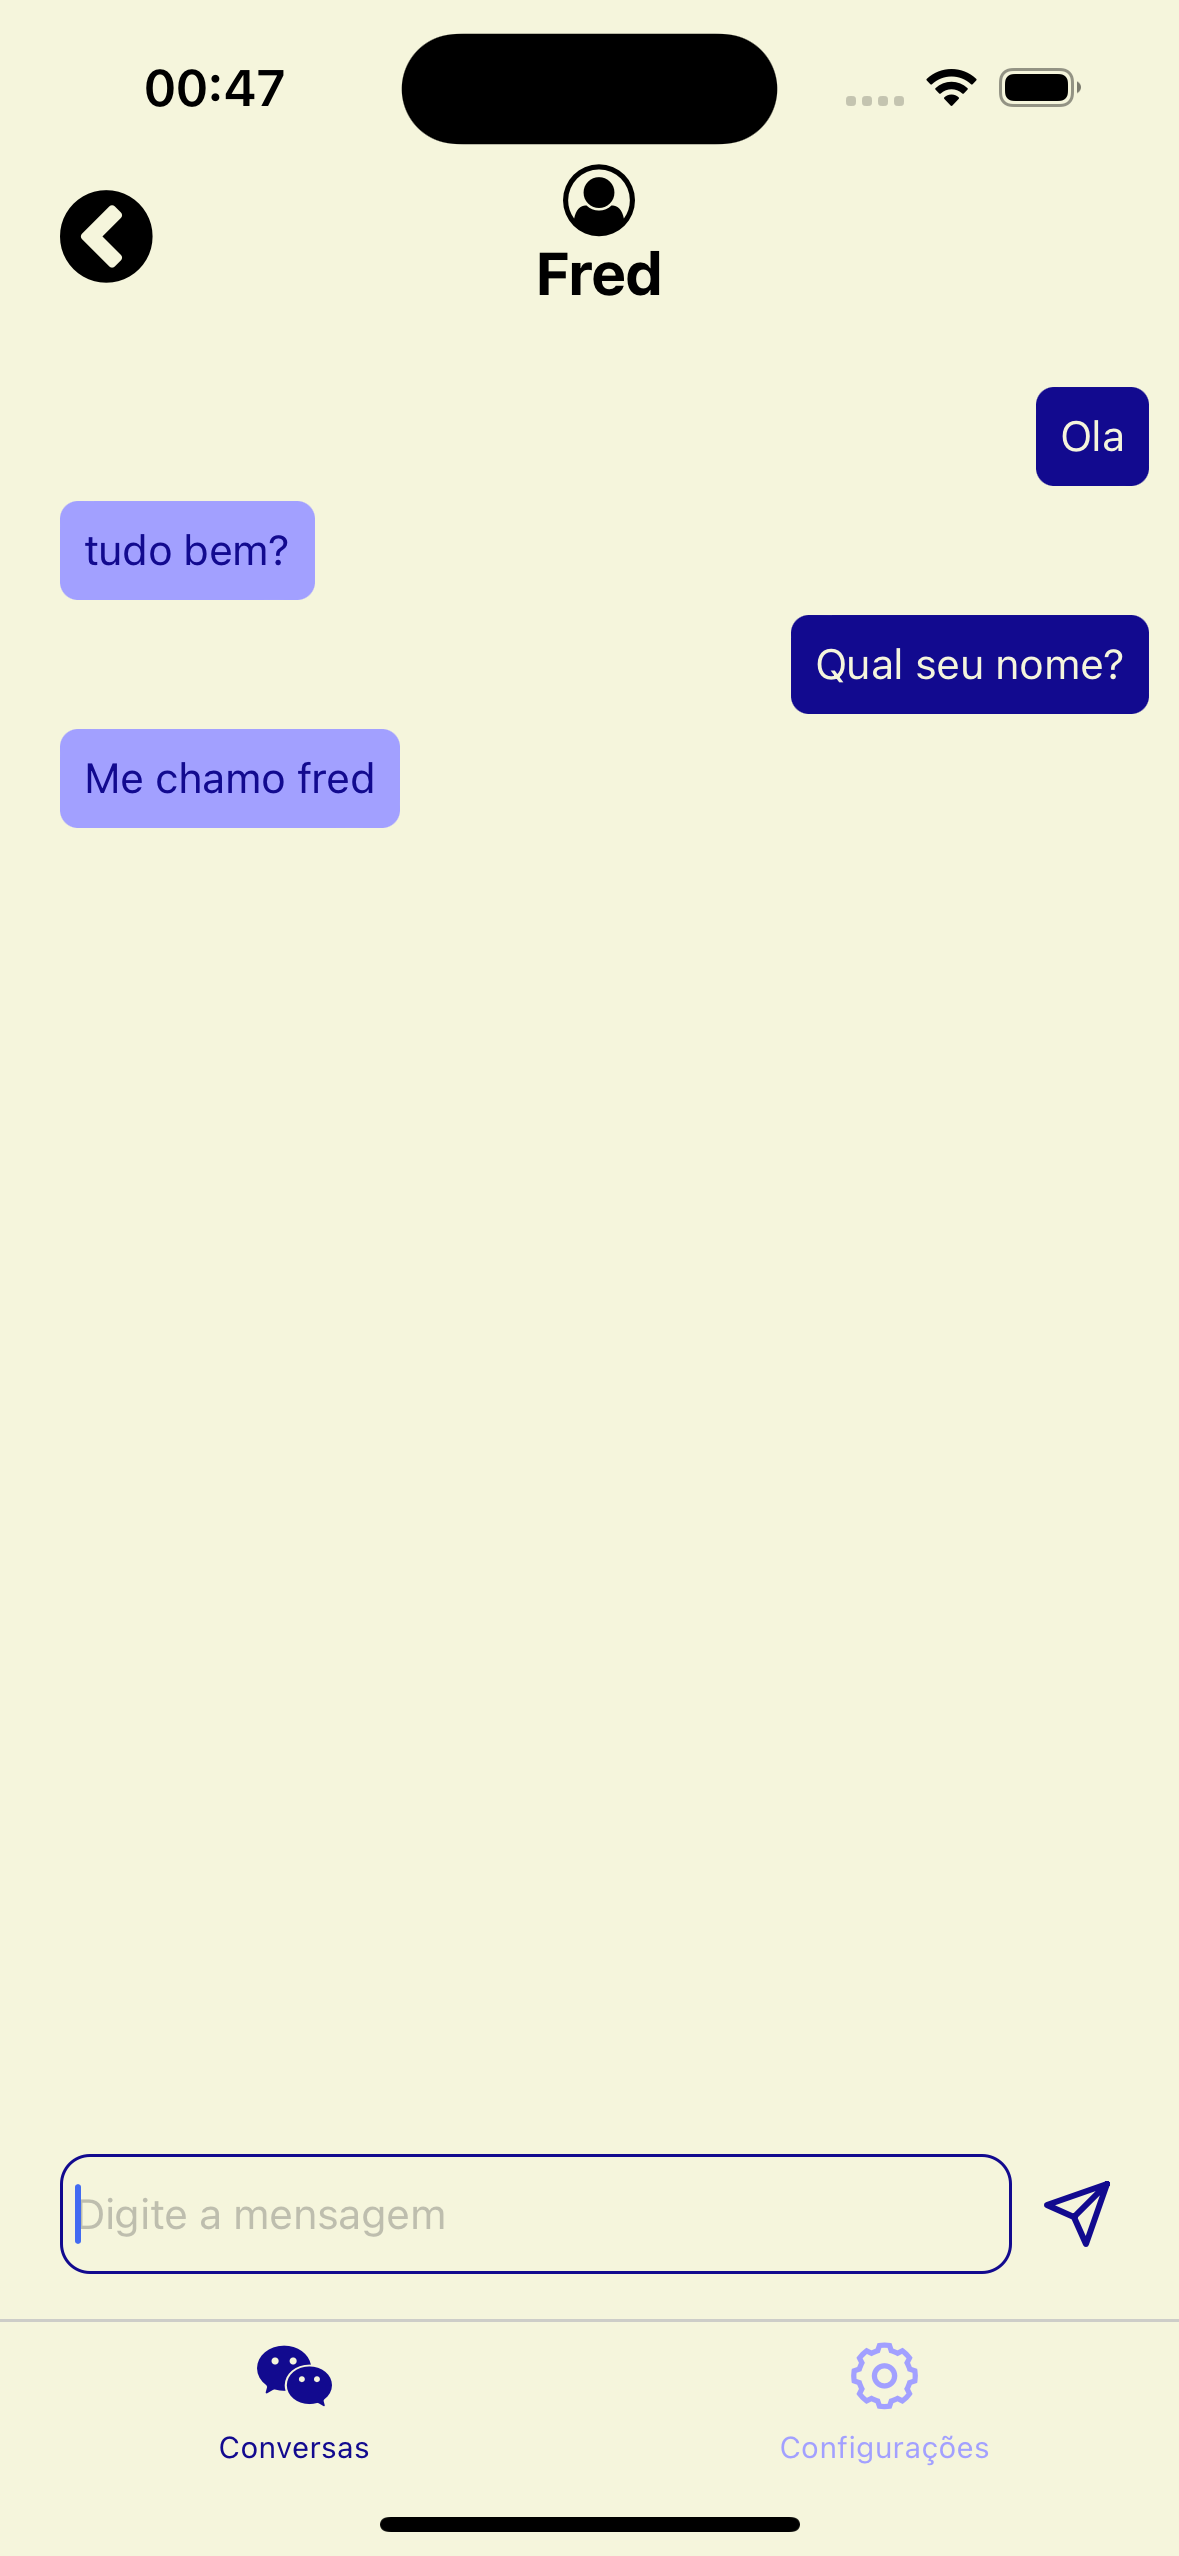 00:47
Fred
Ola
tudo bem?
Qual seu nome?
Me chamo fred
Digite a mensagem
Conversas
Configurações